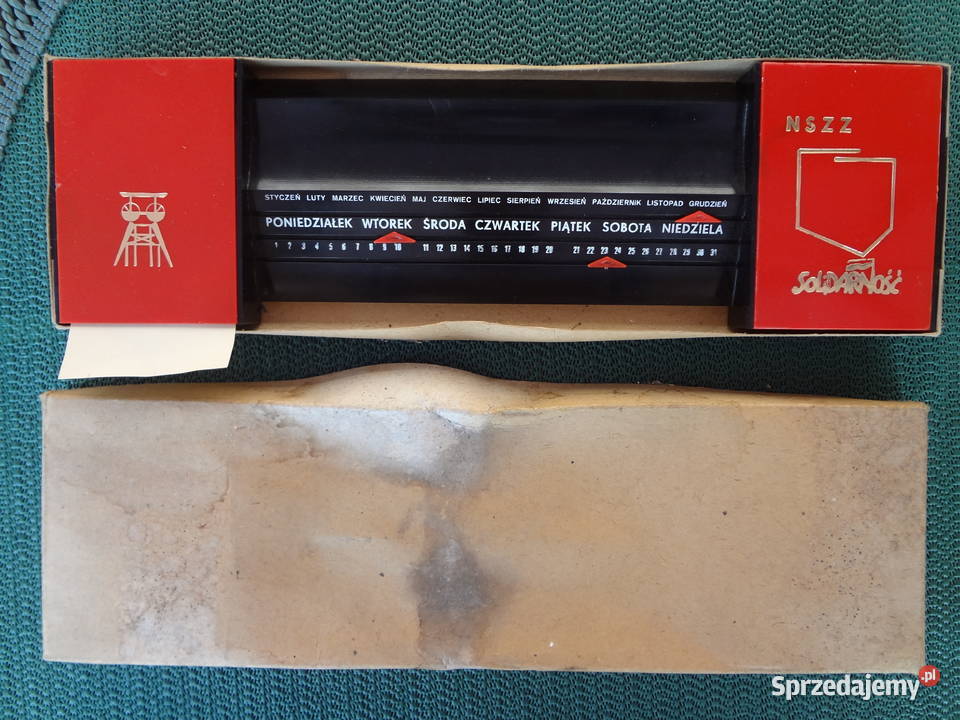 NSZZ
STYCZEŃ LUTY MARZEC KWIECIEŃ MAJ CZERWIEC LIPIEC SIERPIEŃ WRZESIEŃ PAŹDZIERNIK LISTOPAD GRUDZIEŃ
PONIEDZIAŁEK WTOREK ŚRODA CZWARTEK PIĄTEK SOBOTA NIEDZIELA
1 2 3 4 5 6 7 8 9 10 11 12 13 14 15 16 17 18 19 20 21 22 23 24 25 26 27 28 29 30 31
SOLIDARNOŚĆ
Sprzedajemy.pl